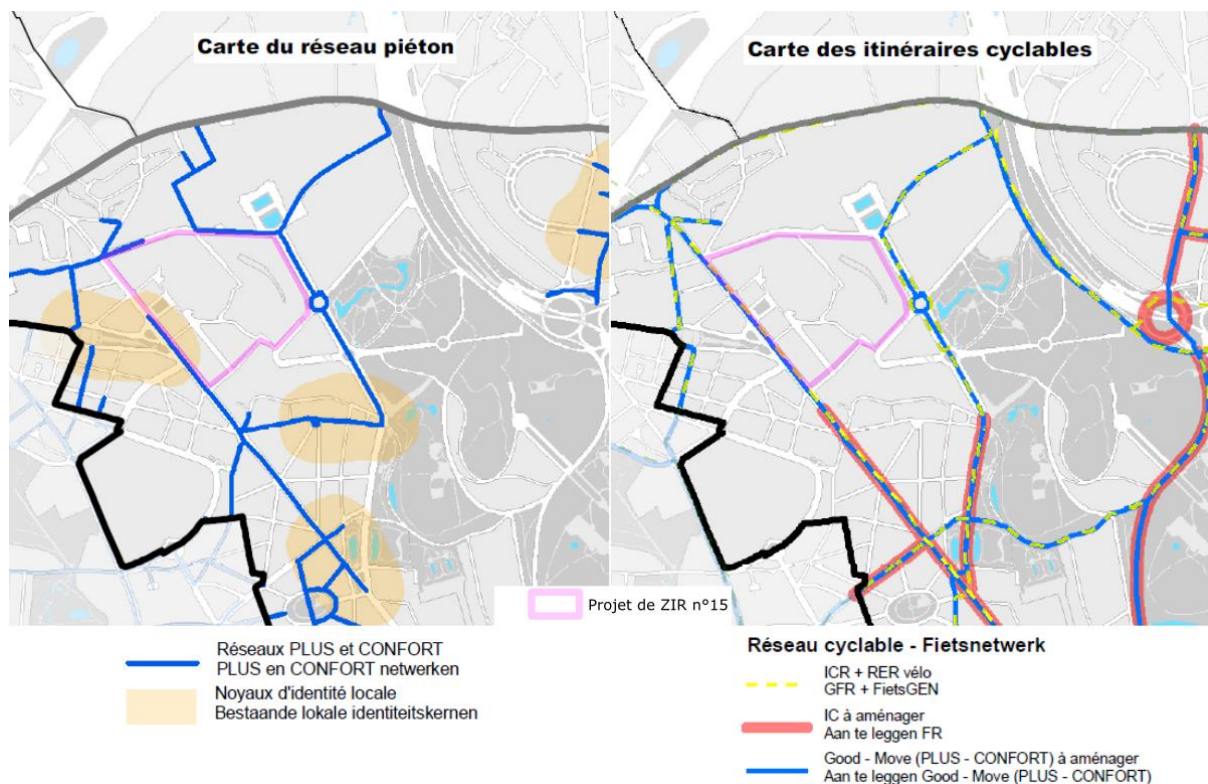 Carte du réseau piéton
Carte des itinéraires cyclables
Projet de ZIR n°15
Réseaux PLUS et CONFORT
PLUS en CONFORT netwerken
Noyaux d'identité locale
Bestaande lokale identiteitskernen
Réseau cyclable - Fietsnetwerk
ICR + RER vélo
GFR + FietsGEN
IC à aménager
Aan te leggen FR
Good - Move (PLUS - CONFORT) à aménager
Aan te leggen Good - Move (PLUS - CONFORT)